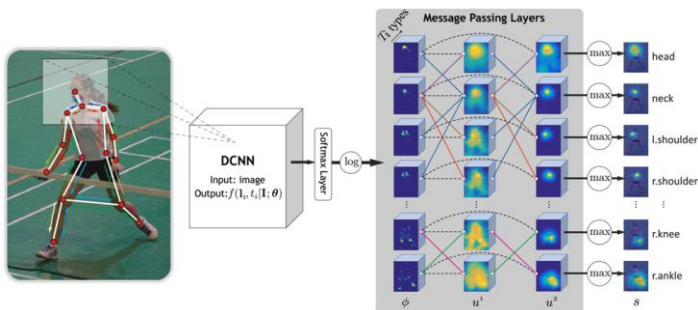 T_i types
Message Passing Layers
max
head
max
neck
DCNN
Input: image
Output: f(l_i, t_i|I; θ)
Softmax Layer
log
max
l.shoulder
max
r.shoulder
⋮ ⋮ ⋮ ⋮ ⋮
max
r.knee
max
r.ankle
ϕ u¹ u² s